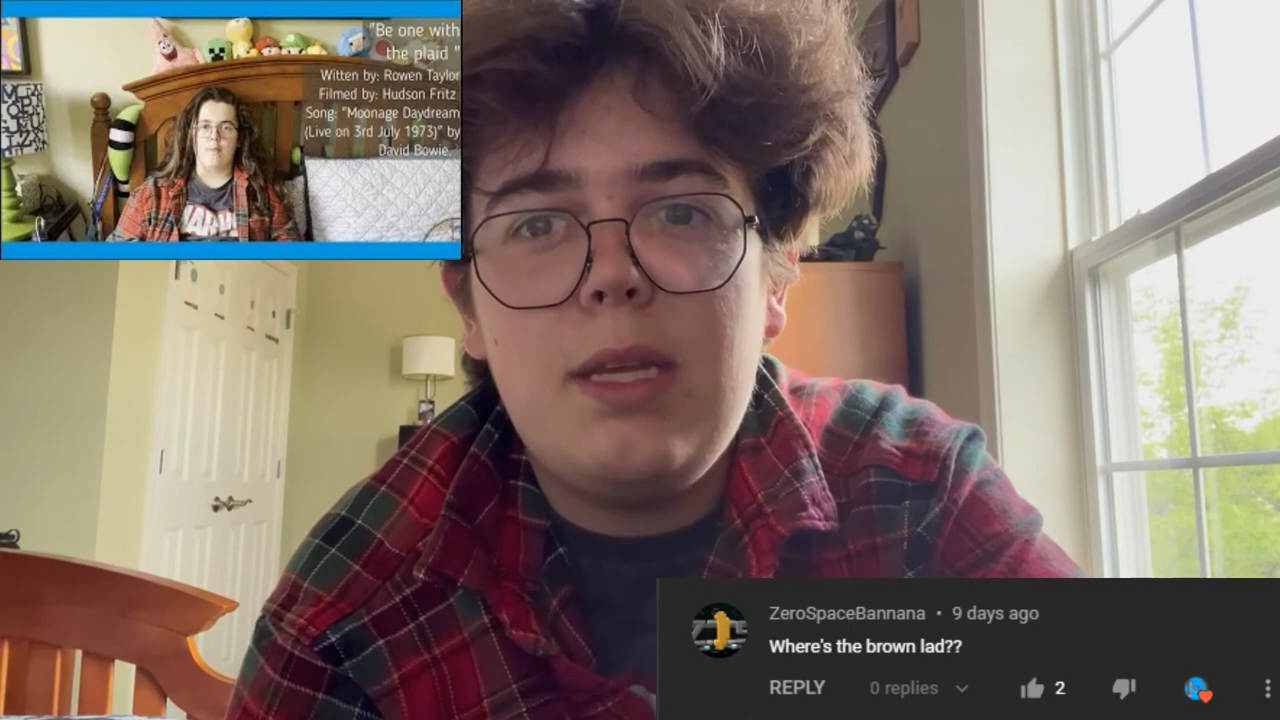 "Be one with
the plaid "
Witten by: Rowen Taylor
Filmed by: Hudson Fritz
Song: "Moonage Daydream
(Live on 3rd July 1973)" by
David Bowie.
ZeroSpaceBannana • 9 days ago
Where's the brown lad??
REPLY 0 replies 2